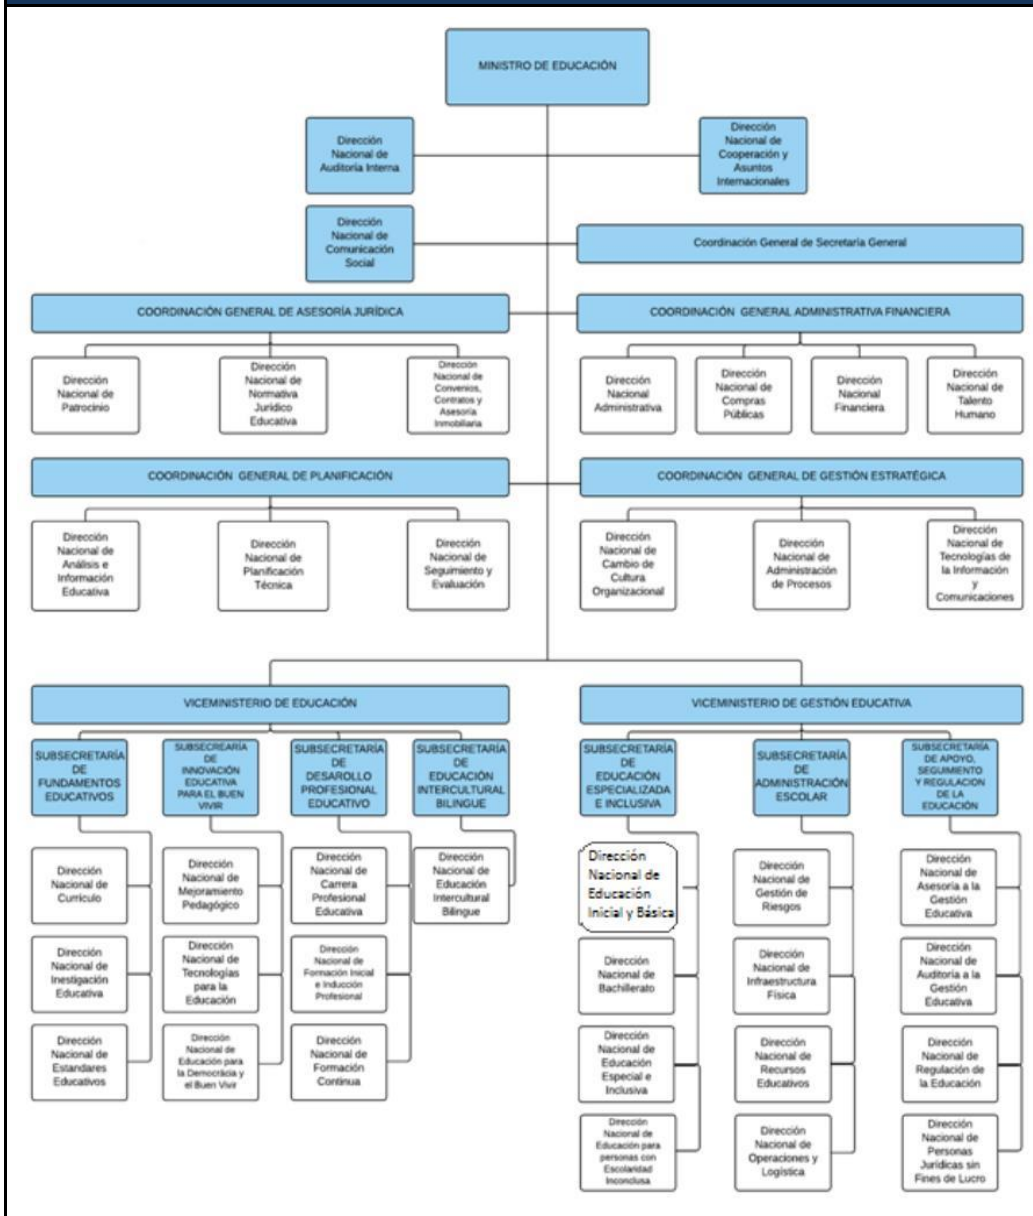 MINISTRO DE EDUCACIÓN
Dirección
Nacional de
Auditoría Interna
Dirección
Nacional de
Cooperación y
Asuntos
Internacionales
Dirección
Nacional de
Comunicación
Social
Coordinación General de Secretaría General
COORDINACIÓN GENERAL DE ASESORÍA JURÍDICA
COORDINACIÓN GENERAL ADMINISTRATIVA FINANCIERA
Dirección
Nacional de
Patrocinio
Dirección
Nacional de
Normativa
Jurídico
Educativa
Dirección
Nacional de
Convenios,
Contratos y
Asesoría
Inmobiliaria
Dirección
Nacional
Administrativa
Dirección
Nacional de
Compras
Públicas
Dirección
Nacional
Financiera
Dirección
Nacional de
Talento
Humano
COORDINACIÓN GENERAL DE PLANIFICACIÓN
COORDINACIÓN GENERAL DE GESTIÓN ESTRATÉGICA
Dirección
Nacional de
Análisis e
Información
Educativa
Dirección
Nacional de
Planificación
Técnica
Dirección
Nacional de
Seguimiento y
Evaluación
Dirección
Nacional de
Cambio de
Cultura
Organizacional
Dirección
Nacional de
Administración
de Procesos
Dirección
Nacional de
Tecnologías de
la Información
y
Comunicaciones
VICEMINISTERIO DE EDUCACIÓN
VICEMINISTERIO DE GESTIÓN EDUCATIVA
SUBSECRETARÍA
DE
FUNDAMENTOS
EDUCATIVOS
SUBSECREARÍA
DE
INNOVACIÓN
EDUCATIVA
PARA EL BUEN
VIVIR
SUBSECRETARÍA
DE
DESAROLLO
PROFESIONAL
EDUCATIVO
SUBSECRETARÍA
DE
EDUCACIÓN
INTERCULTURAL
BILINGUE
SUBSECRETARÍA
DE
EDUCACIÓN
ESPECIALIZADA
E INCLUSIVA
SUBSECRETARÍA
DE
ADMINISTRACIÓN
ESCOLAR
SUBSECRETARÍA
DE APOYO,
SEGUIMIENTO
Y REGULACION
DE LA
EDUCACIÓN
Dirección
Nacional de
Currículo
Dirección
Nacional de
Mejoramiento
Pedagógico
Dirección
Nacional de
Carrera
Profesional
Educativa
Dirección
Nacional de
Educación
Intercultural
Bilingue
Dirección
Nacional de
Educación
Inicial y Básica
Dirección
Nacional de
Gestión de
Riesgos
Dirección
Nacional de
Asesoría a la
Gestión
Educativa
Dirección
Nacional de
Inestigación
Educativa
Dirección
Nacional de
Tecnologías
para la
Educación
Dirección
Nacional de
Formación Inicial
e Inducción
Profesional
Dirección
Nacional de
Bachillerato
Dirección
Nacional de
Infraestructura
Física
Dirección
Nacional de
Auditoría a la
Gestión
Educativa
Dirección
Nacional de
Estandares
Educativos
Dirección
Nacional de
Educación para
la Democràcia y
el Buen Vivir
Dirección
Nacional de
Formación
Continua
Dirección
Nacional de
Educación
Especial e
Inclusiva
Dirección
Nacional de
Recursos
Educativos
Dirección
Nacional de
Regulación de
la Educación
Dirección
Nacional de
Educación para
personas con
Escolaridad
Inconclusa
Dirección
Nacional de
Operaciones y
Logística
Dirección
Nacional de
Personas
Jurídicas sin
Fines de Lucro